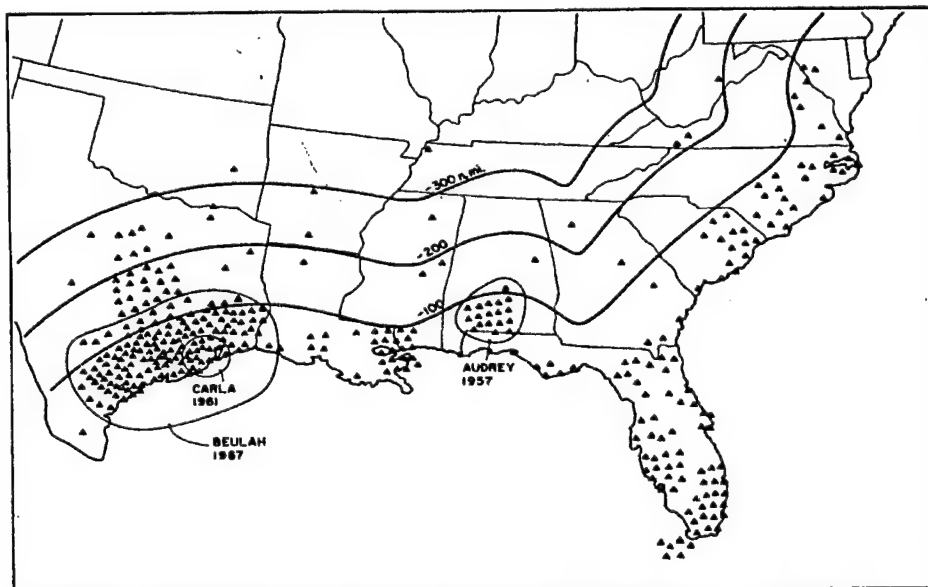 -300 n.mi.
-200
-100
AUDREY
1957
CARLA
1961
BEULAH
1967